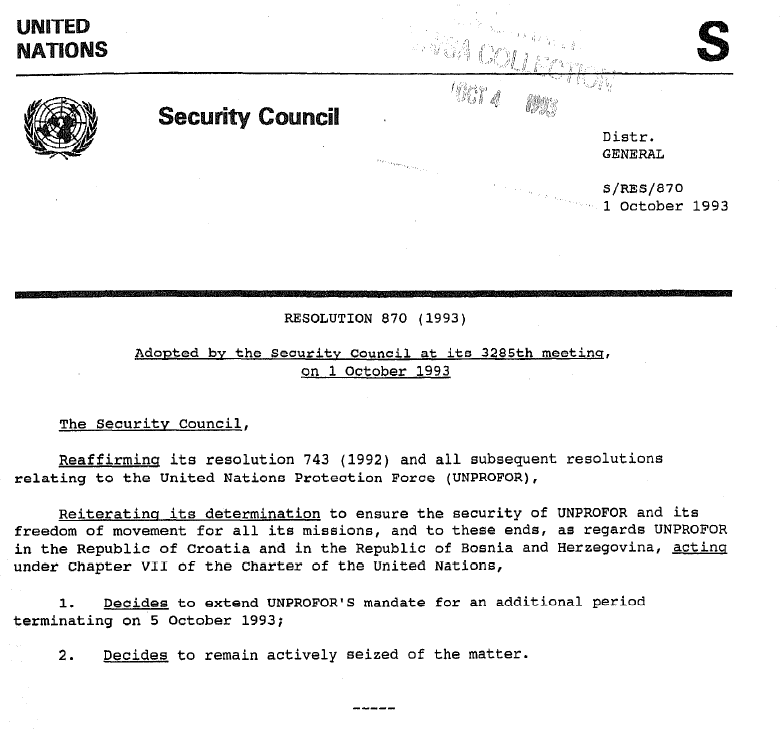 UNITED
NATIONS
S
COLLECTION
OCT 4 1993
Security Council
Distr.
GENERAL
S/RES/870
1 October 1993
RESOLUTION 870 (1993)
Adopted by the Security Council at its 3285th meeting,
on 1 October 1993
The Security Council,
Reaffirming its resolution 743 (1992) and all subsequent resolutions
relating to the United Nations Protection Force (UNPROFOR),
Reiterating its determination to ensure the security of UNPROFOR and its
freedom of movement for all its missions, and to these ends, as regards UNPROFOR
in the Republic of Croatia and in the Republic of Bosnia and Herzegovina, acting
under Chapter VII of the Charter of the United Nations,
1. Decides to extend UNPROFOR'S mandate for an additional period
terminating on 5 October 1993;
2. Decides to remain actively seized of the matter.
-----